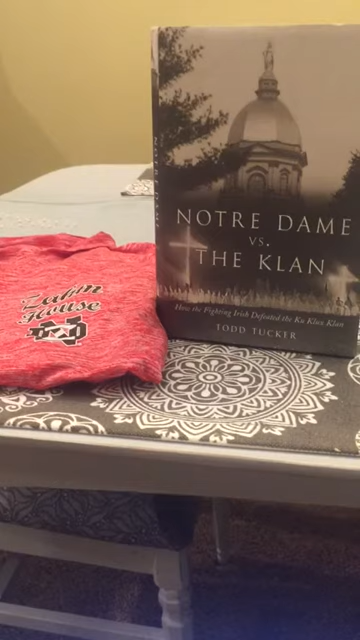 NOTRE DAME
VS.
THE KLAN
How the Fighting Irish Defeated the Ku Klux Klan
TODD TUCKER
Zahm
House
ND